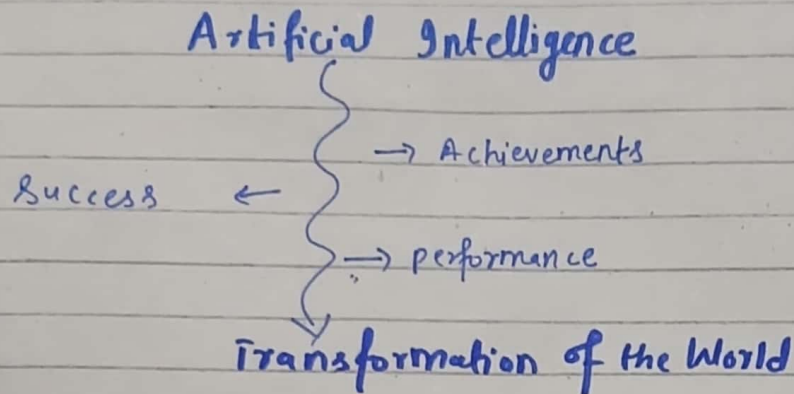 Artificial Intelligence
→ Achievements
Success ←
→ performance
Transformation of the World